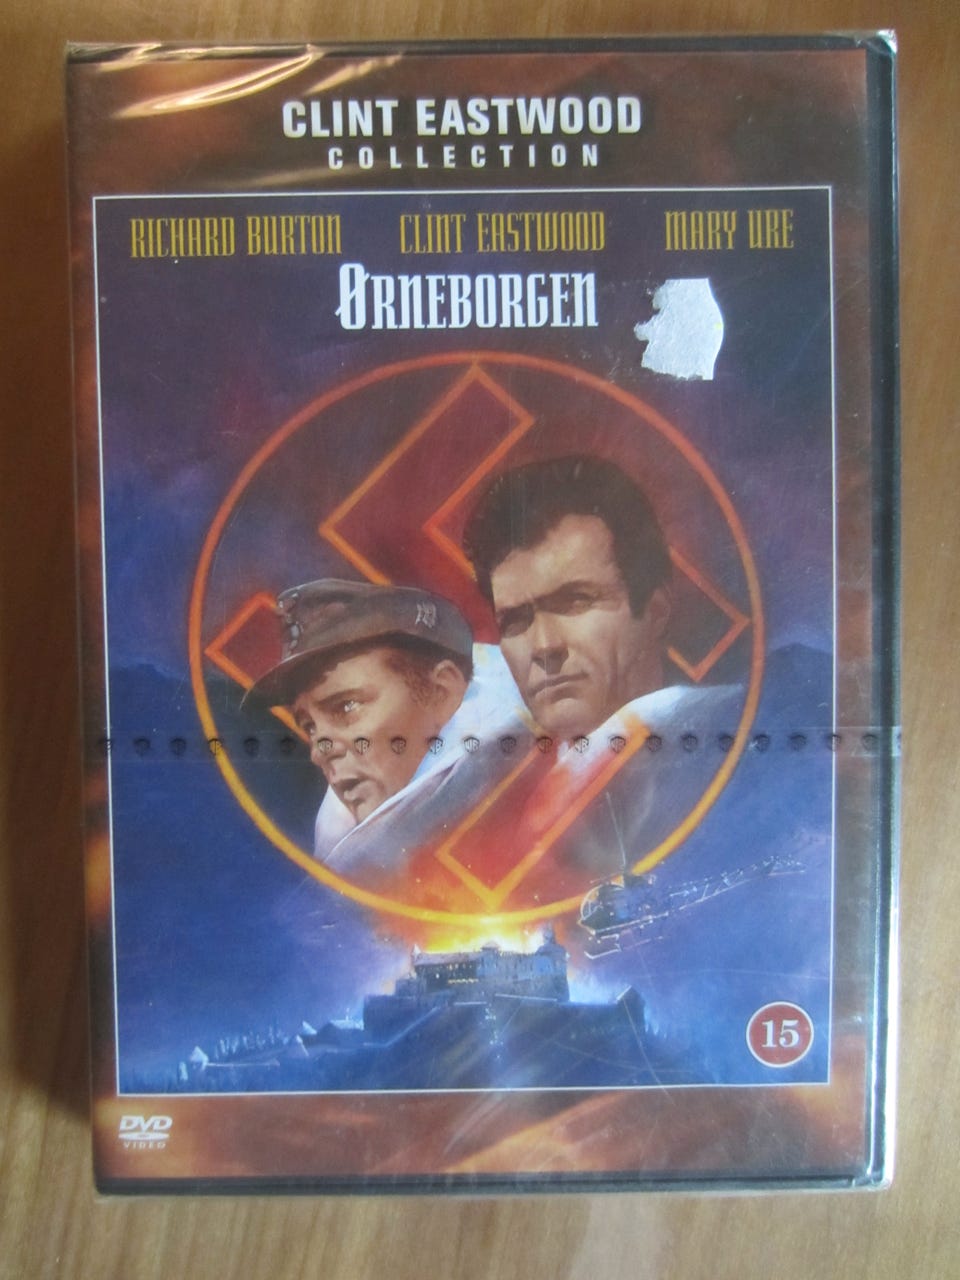 CLINT EASTWOOD
COLLECTION
RICHARD BURTON CLINT EASTWOOD MARY URE
ØRNEBORGEN
15
DVD
VIDEO